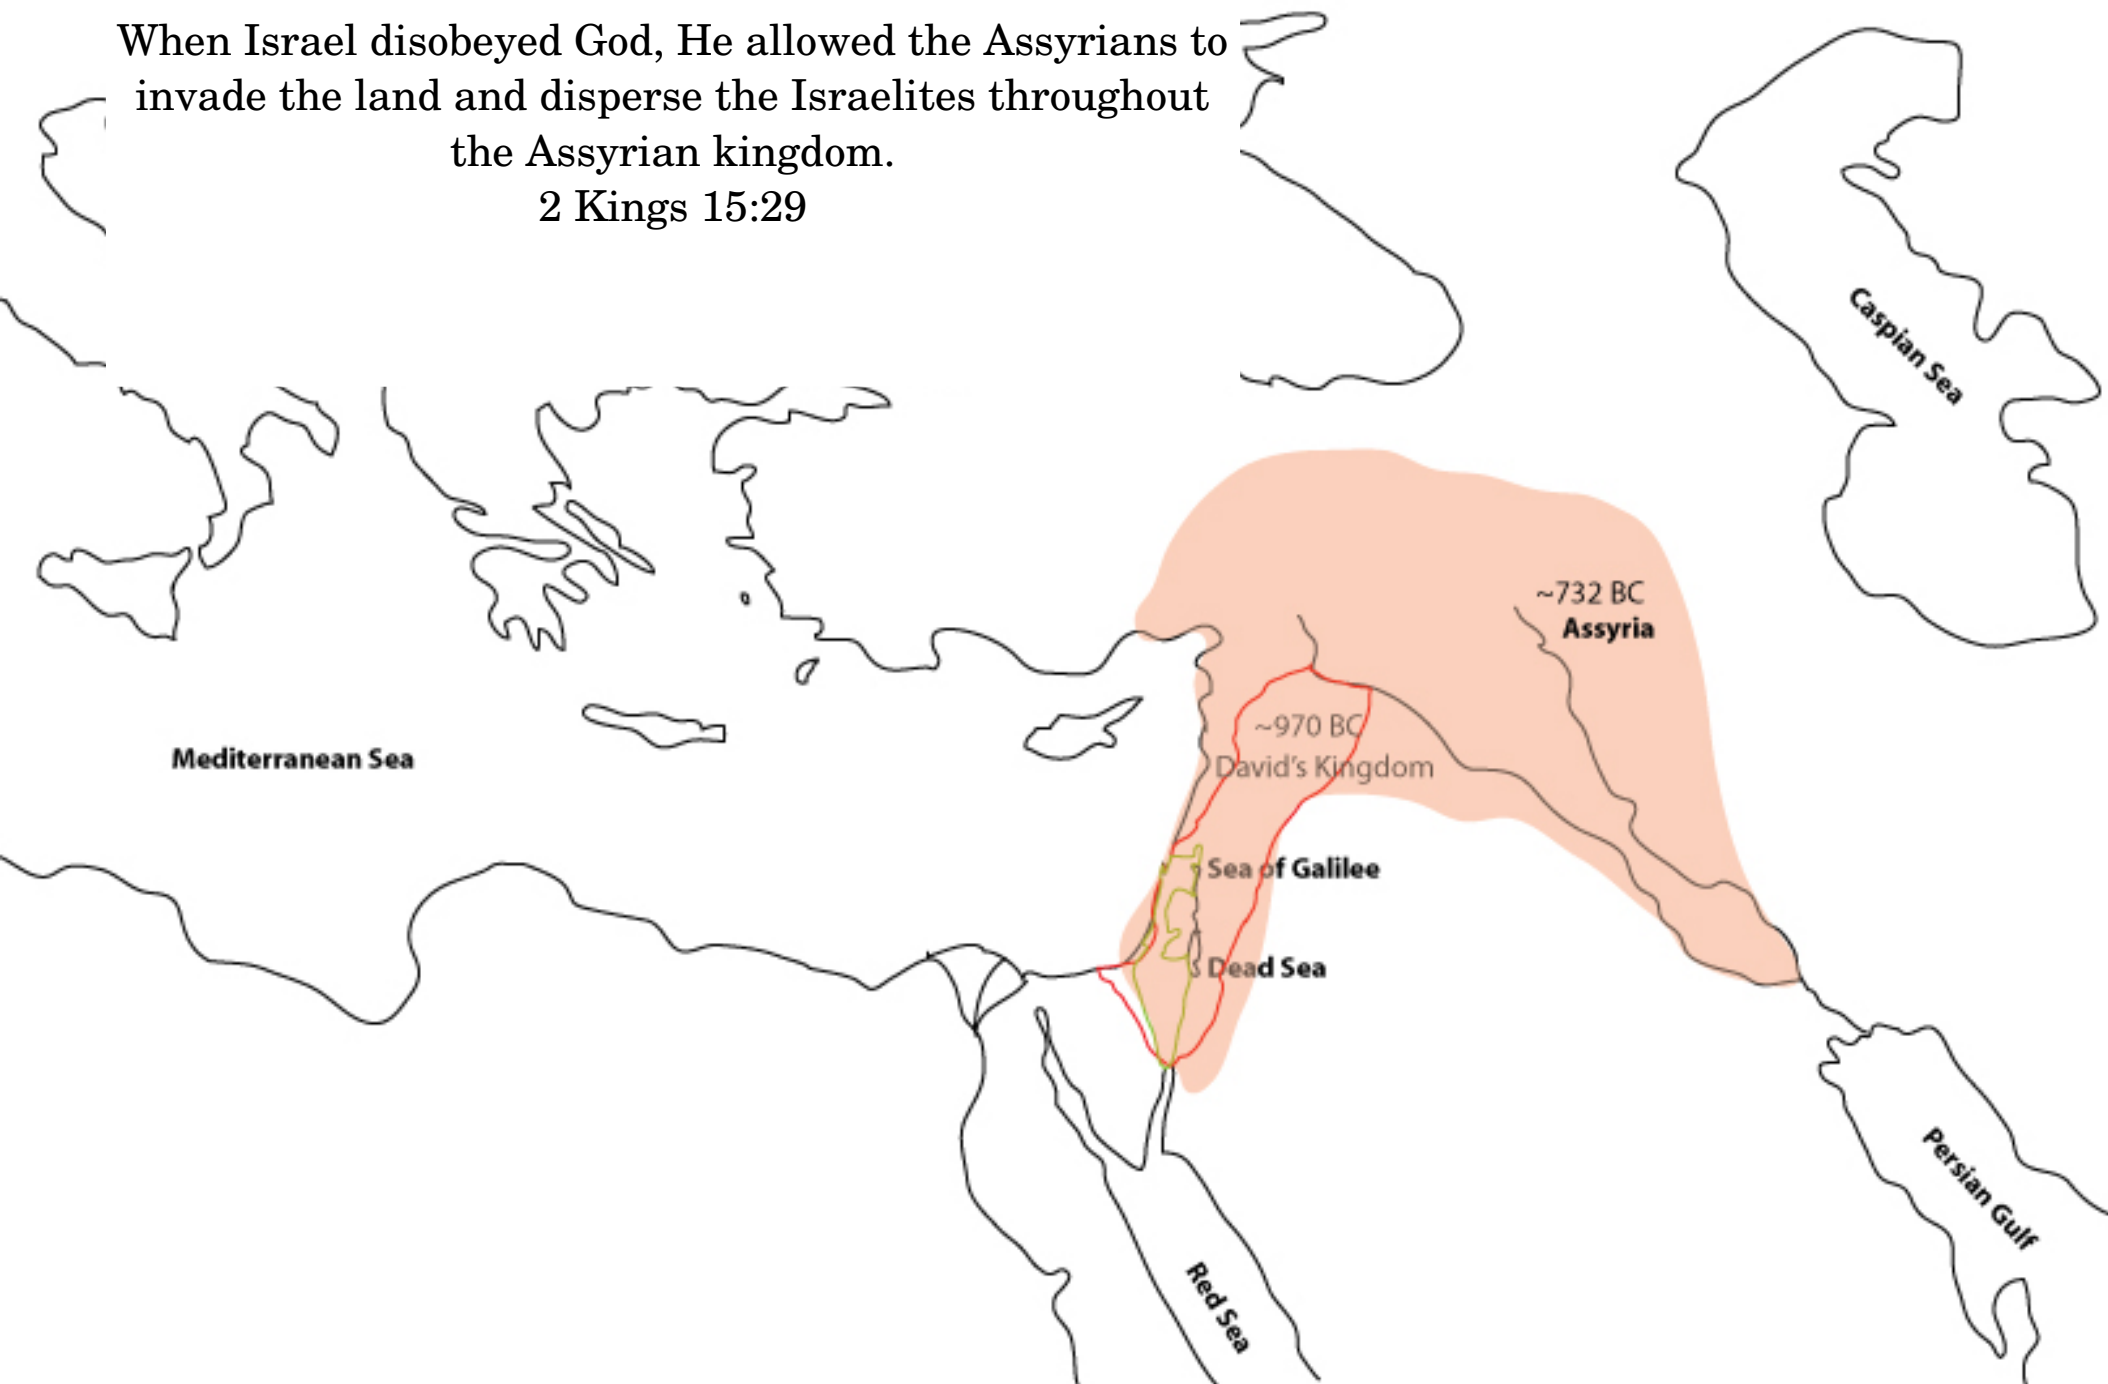 When Israel disobeyed God, He allowed the Assyrians to
invade the land and disperse the Israelites throughout
the Assyrian kingdom.
2 Kings 15:29
Caspian Sea
~732 BC
Assyria
~970 BC
David's Kingdom
Mediterranean Sea
Sea of Galilee
Dead Sea
Persian Gulf
Red Sea